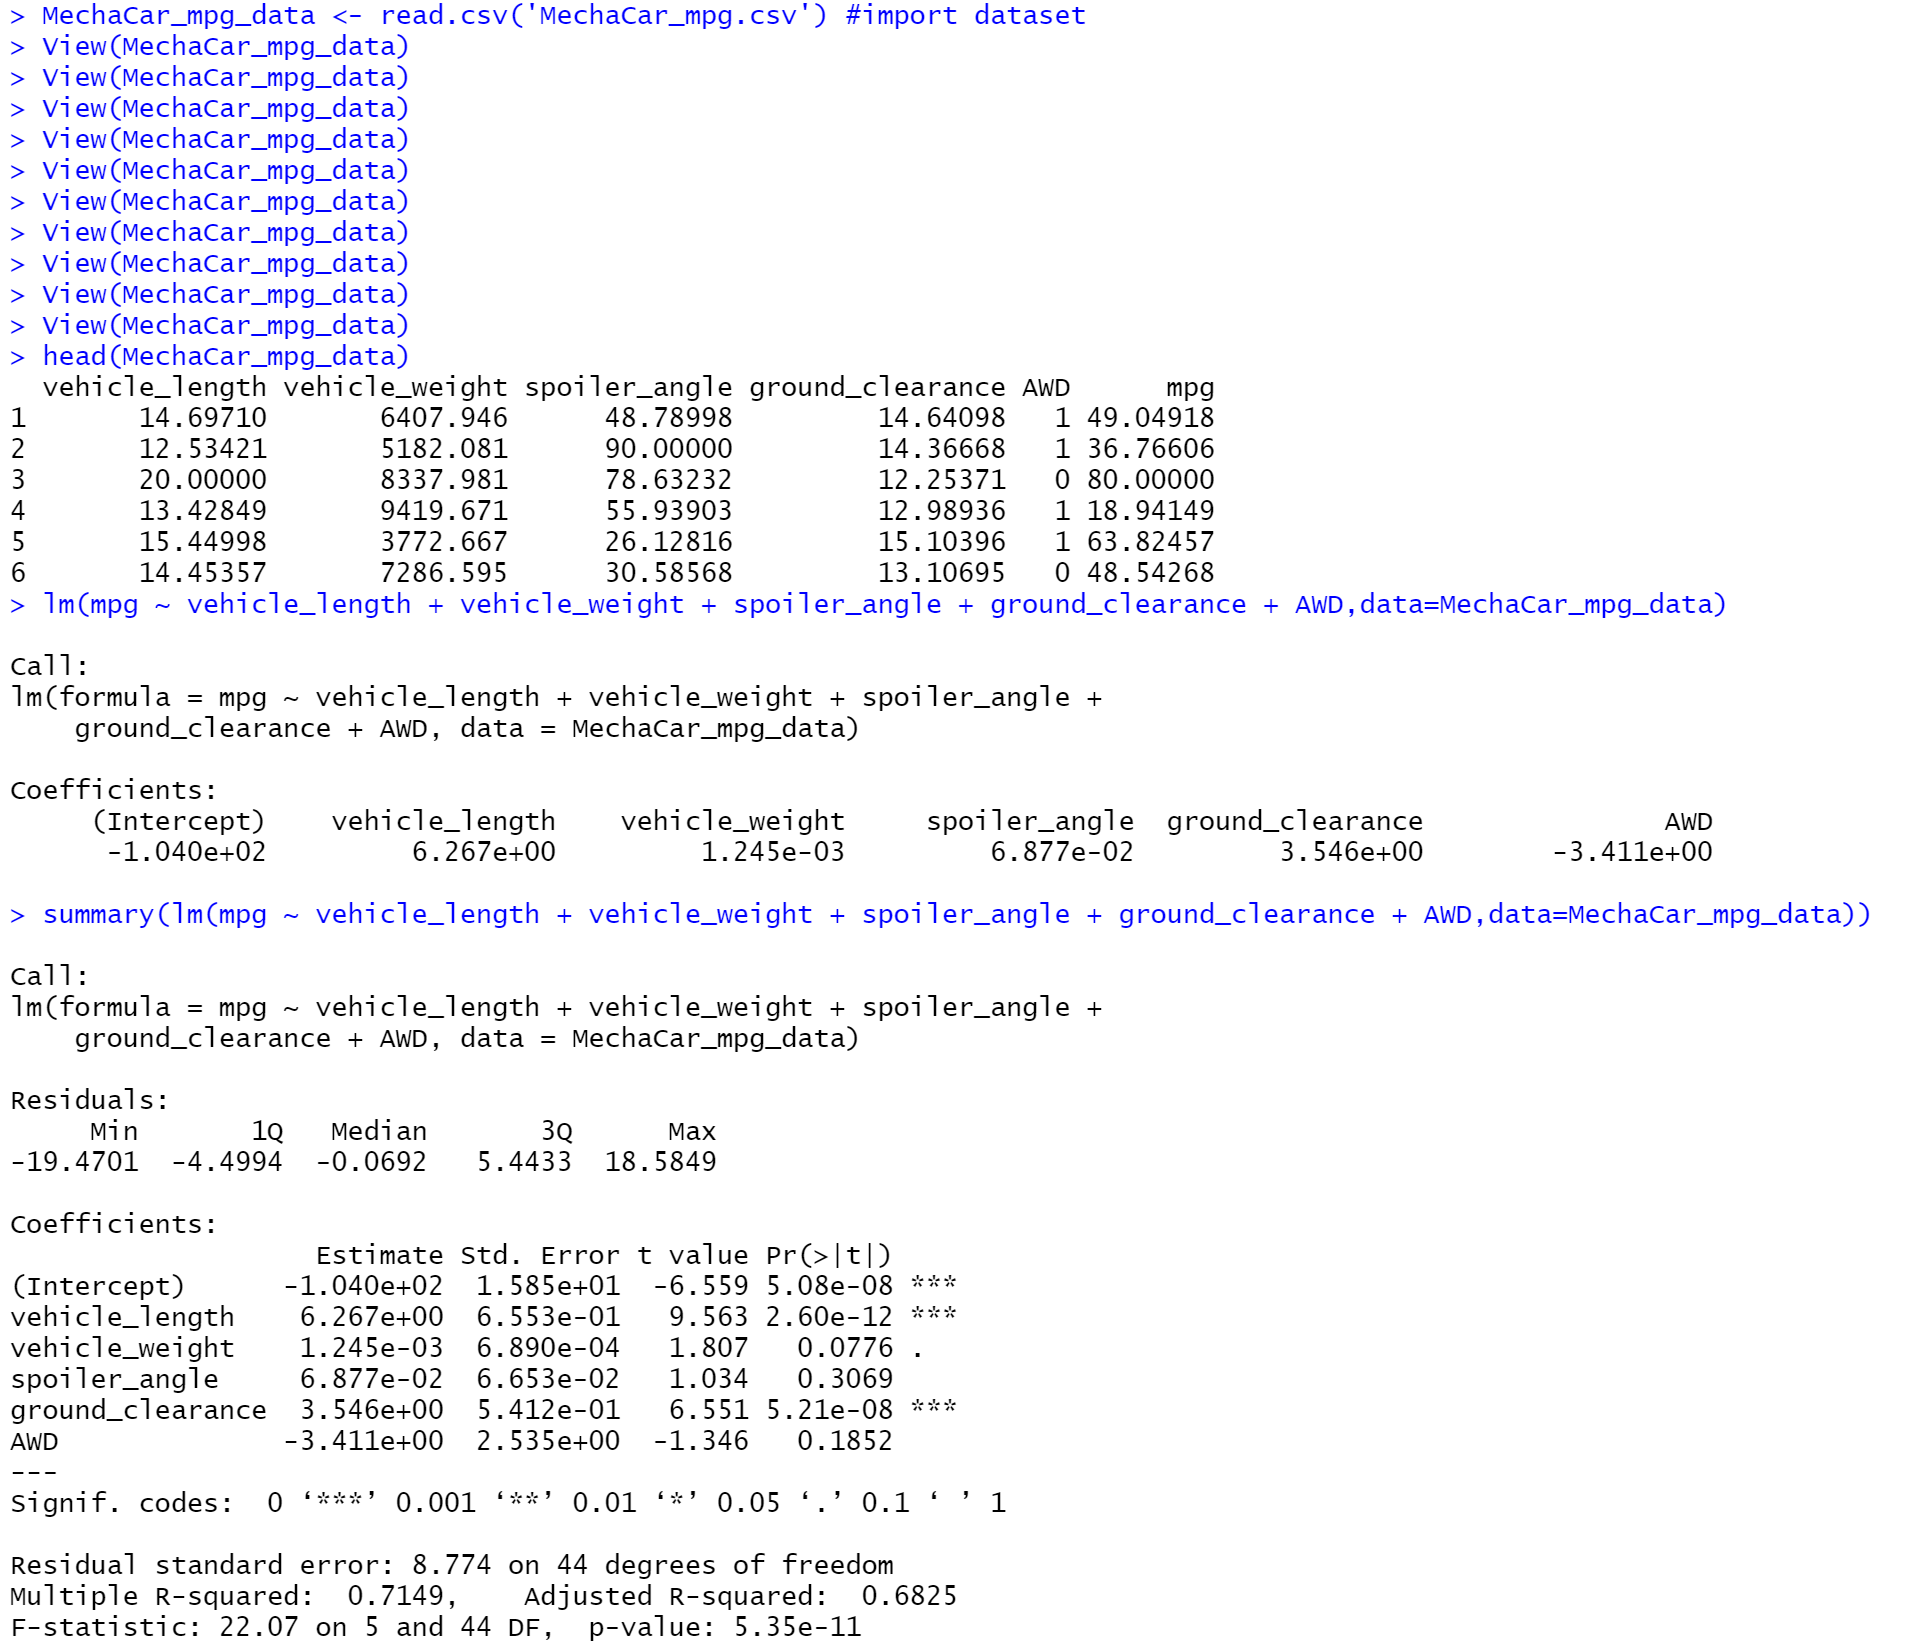 > MechaCar_mpg_data <- read.csv('MechaCar_mpg.csv') #import dataset
> View(MechaCar_mpg_data)
> View(MechaCar_mpg_data)
> View(MechaCar_mpg_data)
> View(MechaCar_mpg_data)
> View(MechaCar_mpg_data)
> View(MechaCar_mpg_data)
> View(MechaCar_mpg_data)
> View(MechaCar_mpg_data)
> View(MechaCar_mpg_data)
> View(MechaCar_mpg_data)
> head(MechaCar_mpg_data)
  vehicle_length vehicle_weight spoiler_angle ground_clearance AWD      mpg
1       14.69710       6407.946      48.78998         14.64098   1 49.04918
2       12.53421       5182.081      90.00000         14.36668   1 36.76606
3       20.00000       8337.981      78.63232         12.25371   0 80.00000
4       13.42849       9419.671      55.93903         12.98936   1 18.94149
5       15.44998       3772.667      26.12816         15.10396   1 63.82457
6       14.45357       7286.595      30.58568         13.10695   0 48.54268
> lm(mpg ~ vehicle_length + vehicle_weight + spoiler_angle + ground_clearance + AWD,data=MechaCar_mpg_data)
Call:
lm(formula = mpg ~ vehicle_length + vehicle_weight + spoiler_angle +
    ground_clearance + AWD, data = MechaCar_mpg_data)
Coefficients:
     (Intercept)    vehicle_length    vehicle_weight     spoiler_angle  ground_clearance               AWD
      -1.040e+02         6.267e+00         1.245e-03         6.877e-02         3.546e+00        -3.411e+00
> summary(lm(mpg ~ vehicle_length + vehicle_weight + spoiler_angle + ground_clearance + AWD,data=MechaCar_mpg_data))
Call:
lm(formula = mpg ~ vehicle_length + vehicle_weight + spoiler_angle +
    ground_clearance + AWD, data = MechaCar_mpg_data)
Residuals:
     Min       1Q   Median       3Q      Max
-19.4701  -4.4994  -0.0692   5.4433  18.5849
Coefficients:
                   Estimate Std. Error t value Pr(>|t|)
(Intercept)      -1.040e+02  1.585e+01  -6.559 5.08e-08 ***
vehicle_length    6.267e+00  6.553e-01   9.563 2.60e-12 ***
vehicle_weight    1.245e-03  6.890e-04   1.807   0.0776 .
spoiler_angle     6.877e-02  6.653e-02   1.034   0.3069
ground_clearance  3.546e+00  5.412e-01   6.551 5.21e-08 ***
AWD              -3.411e+00  2.535e+00  -1.346   0.1852
---
Signif. codes:  0 ‘***’ 0.001 ‘**’ 0.01 ‘*’ 0.05 ‘.’ 0.1 ‘ ’ 1
Residual standard error: 8.774 on 44 degrees of freedom
Multiple R-squared:  0.7149,    Adjusted R-squared:  0.6825
F-statistic: 22.07 on 5 and 44 DF,  p-value: 5.35e-11